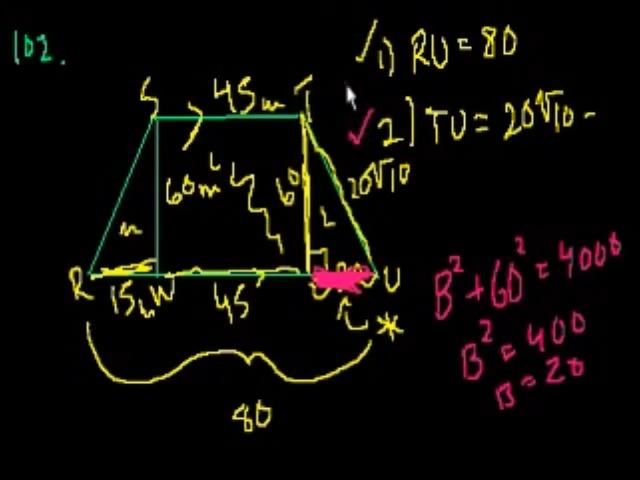 102.
✓ 1) RU = 80
S 45m T
✓ 2) TU = 20√10
60m 60 20√10
R 15 W 45 U
80
B² + 60² = 4000
B² = 400
B = 20